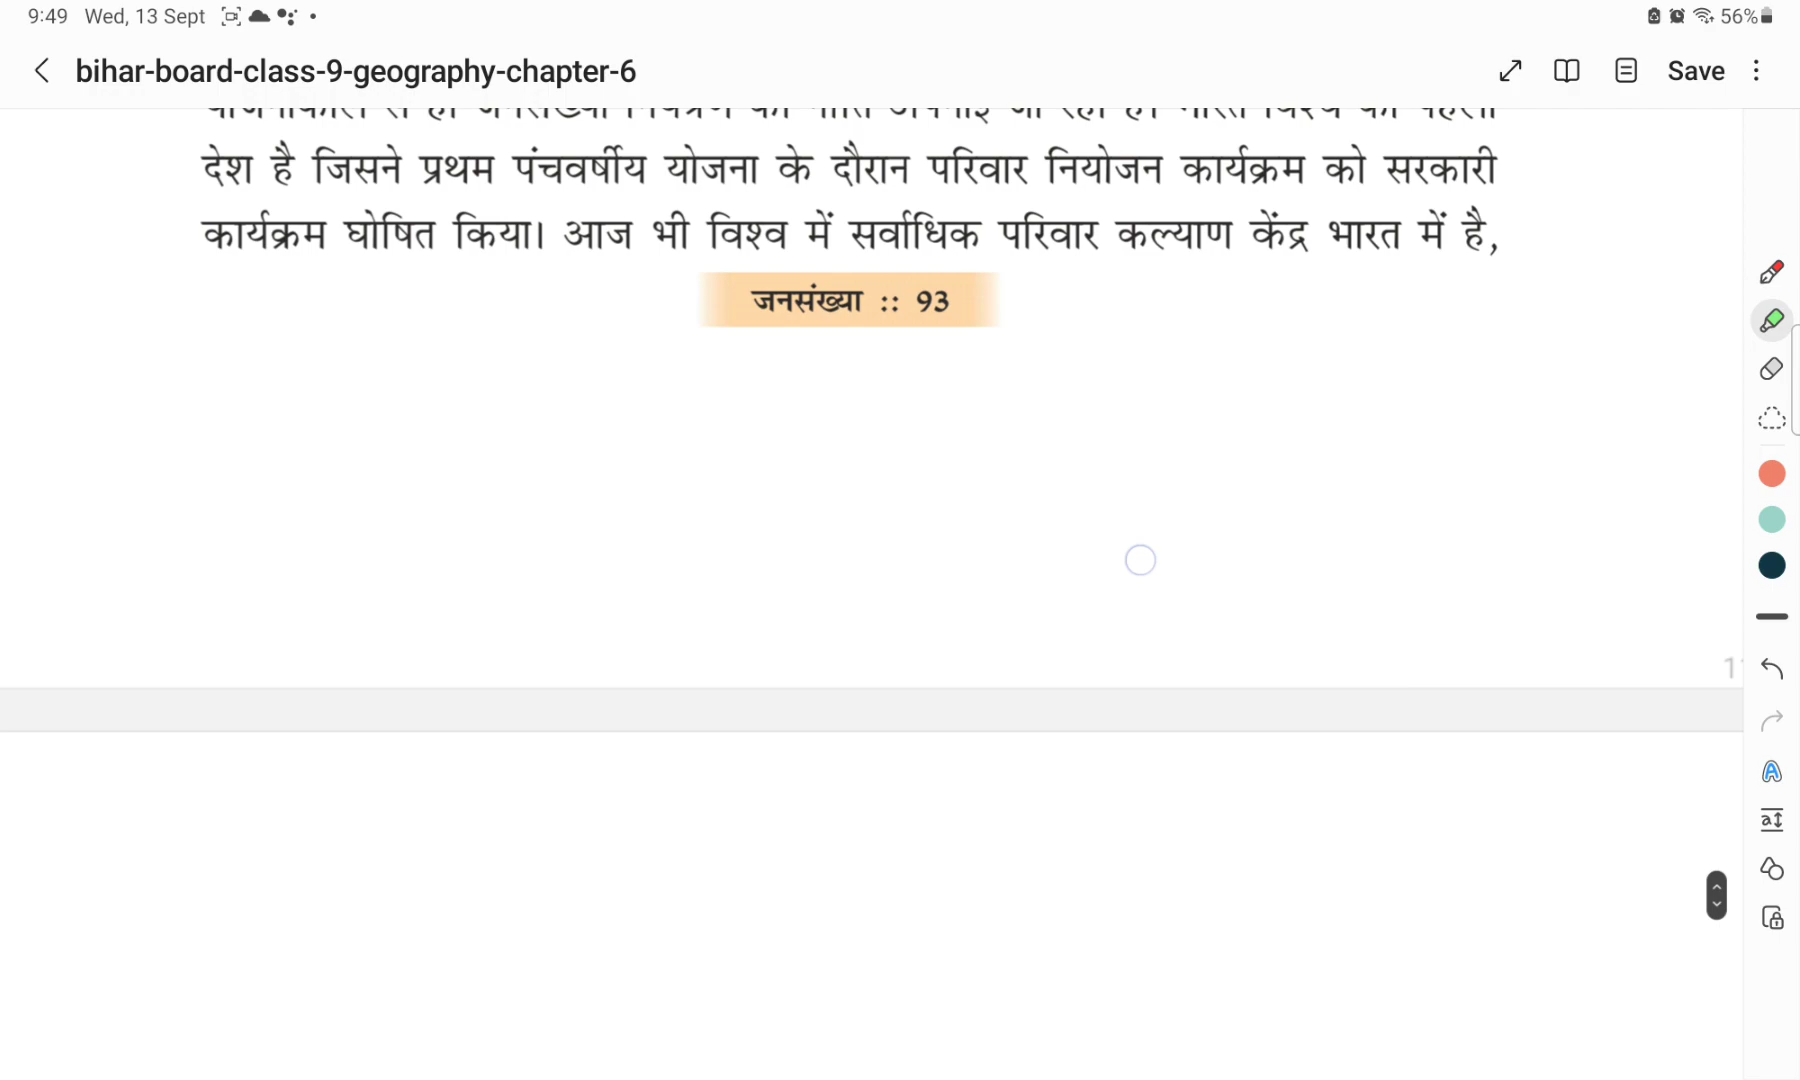 9:49 Wed, 13 Sept
56%
bihar-board-class-9-geography-chapter-6
Save
देश है जिसने प्रथम पंचवर्षीय योजना के दौरान परिवार नियोजन कार्यक्रम को सरकारी
कार्यक्रम घोषित किया। आज भी विश्व में सर्वाधिक परिवार कल्याण केंद्र भारत में है,
जनसंख्या :: 93